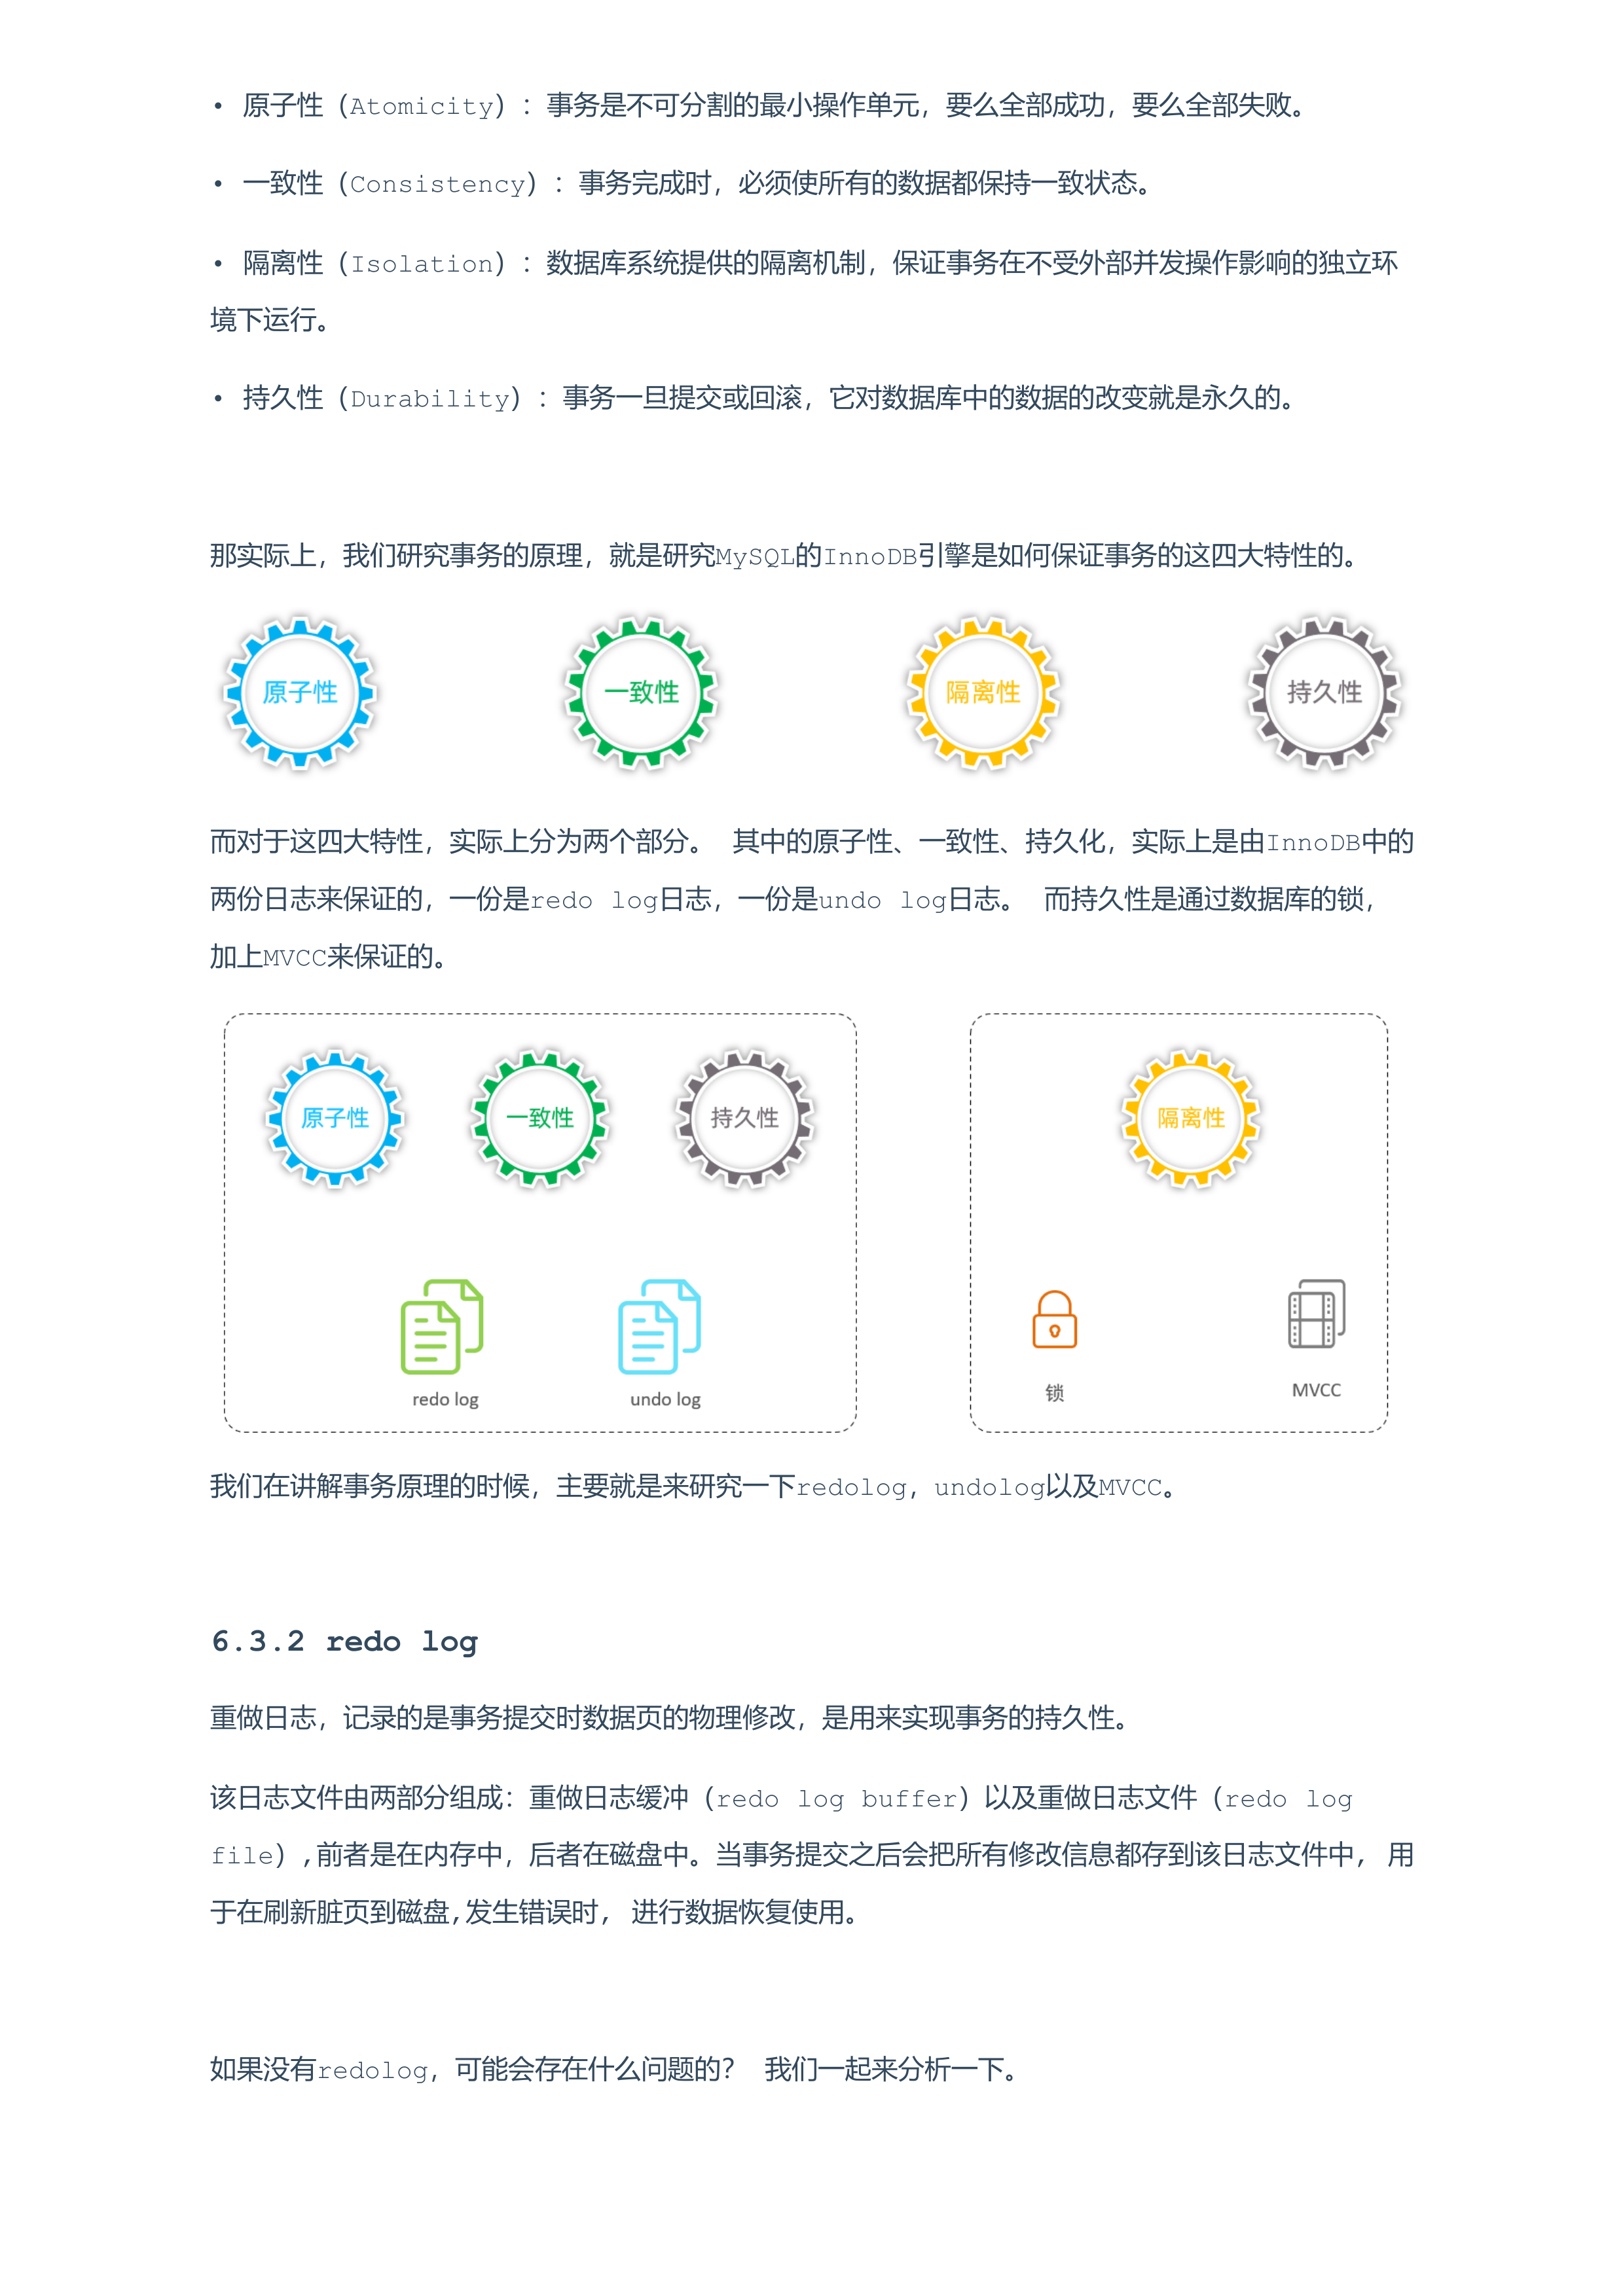 • 原子性（Atomicity）：事务是不可分割的最小操作单元，要么全部成功，要么全部失败。
• 一致性（Consistency）：事务完成时，必须使所有的数据都保持一致状态。
• 隔离性（Isolation）：数据库系统提供的隔离机制，保证事务在不受外部并发操作影响的独立环
境下运行。
• 持久性（Durability）：事务一旦提交或回滚，它对数据库中的数据的改变就是永久的。
那实际上，我们研究事务的原理，就是研究MySQL的InnoDB引擎是如何保证事务的这四大特性的。
原子性 一致性 隔离性 持久性
而对于这四大特性，实际上分为两个部分。 其中的原子性、一致性、持久化，实际上是由InnoDB中的
两份日志来保证的，一份是redo log日志，一份是undo log日志。 而持久性是通过数据库的锁，
加上MVCC来保证的。
原子性 一致性 持久性 隔离性
redo log undo log 锁 MVCC
我们在讲解事务原理的时候，主要就是来研究一下redolog，undolog以及MVCC。
6.3.2 redo log
重做日志，记录的是事务提交时数据页的物理修改，是用来实现事务的持久性。
该日志文件由两部分组成：重做日志缓冲（redo log buffer）以及重做日志文件（redo log
file）,前者是在内存中，后者在磁盘中。当事务提交之后会把所有修改信息都存到该日志文件中， 用
于在刷新脏页到磁盘,发生错误时， 进行数据恢复使用。
如果没有redolog，可能会存在什么问题的？ 我们一起来分析一下。